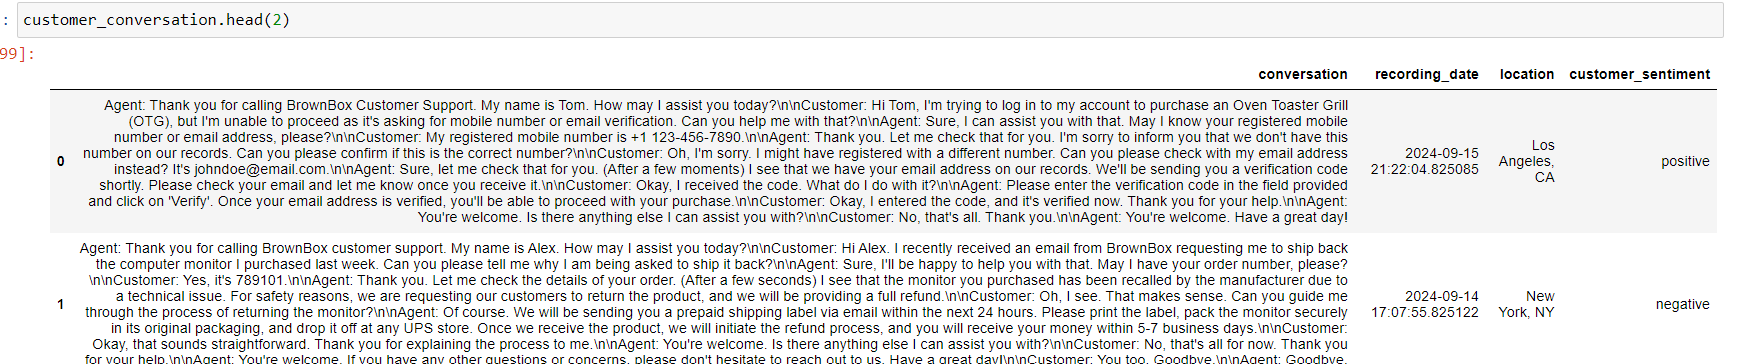 : customer_conversation.head(2)
99]:
conversation recording_date location customer_sentiment
Agent: Thank you for calling BrownBox Customer Support. My name is Tom. How may I assist you today?\n\nCustomer: Hi Tom, I'm trying to log in to my account to purchase an Oven Toaster Grill
(OTG), but I'm unable to proceed as it's asking for mobile number or email verification. Can you help me with that?\n\nAgent: Sure, I can assist you with that. May I know your registered mobile
number or email address, please?\n\nCustomer: My registered mobile number is +1 123-456-7890.\n\nAgent: Thank you. Let me check that for you. I'm sorry to inform you that we don't have this
0 number on our records. Can you please confirm if this is the correct number?\n\nCustomer: Oh, I'm sorry. I might have registered with a different number. Can you please check with my email address
instead? It's johndoe@email.com.\n\nAgent: Sure, let me check that for you. (After a few moments) I see that we have your email address on our records. We'll be sending you a verification code
shortly. Please check your email and let me know once you receive it.\n\nCustomer: Okay, I received the code. What do I do with it?\n\nAgent: Please enter the verification code in the field provided
and click on 'Verify'. Once your email address is verified, you'll be able to proceed with your purchase.\n\nCustomer: Okay, I entered the code, and it's verified now. Thank you for your help.\n\nAgent:
You're welcome. Is there anything else I can assist you with?\n\nCustomer: No, that's all. Thank you.\n\nAgent: You're welcome. Have a great day!
2024-09-15
21:22:04.825085
Los
Angeles,
CA
positive
Agent: Thank you for calling BrownBox customer support. My name is Alex. How may I assist you today?\n\nCustomer: Hi Alex. I recently received an email from BrownBox requesting me to ship back
the computer monitor I purchased last week. Can you please tell me why I am being asked to ship it back?\n\nAgent: Sure, I'll be happy to help you with that. May I have your order number, please?
\n\nCustomer: Yes, it's 789101.\n\nAgent: Thank you. Let me check the details of your order. (After a few seconds) I see that the monitor you purchased has been recalled by the manufacturer due to
a technical issue. For safety reasons, we are requesting our customers to return the product, and we will be providing a full refund.\n\nCustomer: Oh, I see. That makes sense. Can you guide me
1 through the process of returning the monitor?\n\nAgent: Of course. We will be sending you a prepaid shipping label via email within the next 24 hours. Please print the label, pack the monitor securely
in its original packaging, and drop it off at any UPS store. Once we receive the product, we will initiate the refund process, and you will receive your money within 5-7 business days.\n\nCustomer:
Okay, that sounds straightforward. Thank you for explaining the process to me.\n\nAgent: You're welcome. Is there anything else I can assist you with?\n\nCustomer: No, that's all for now. Thank you
for your help.\n\nAgent: You're welcome. If you have any other questions or concerns, please don't hesitate to reach out to us. Have a great day!\n\nCustomer: You too. Goodbye.\n\nAgent: Goodbye.
2024-09-14
17:07:55.825122
New
York, NY
negative